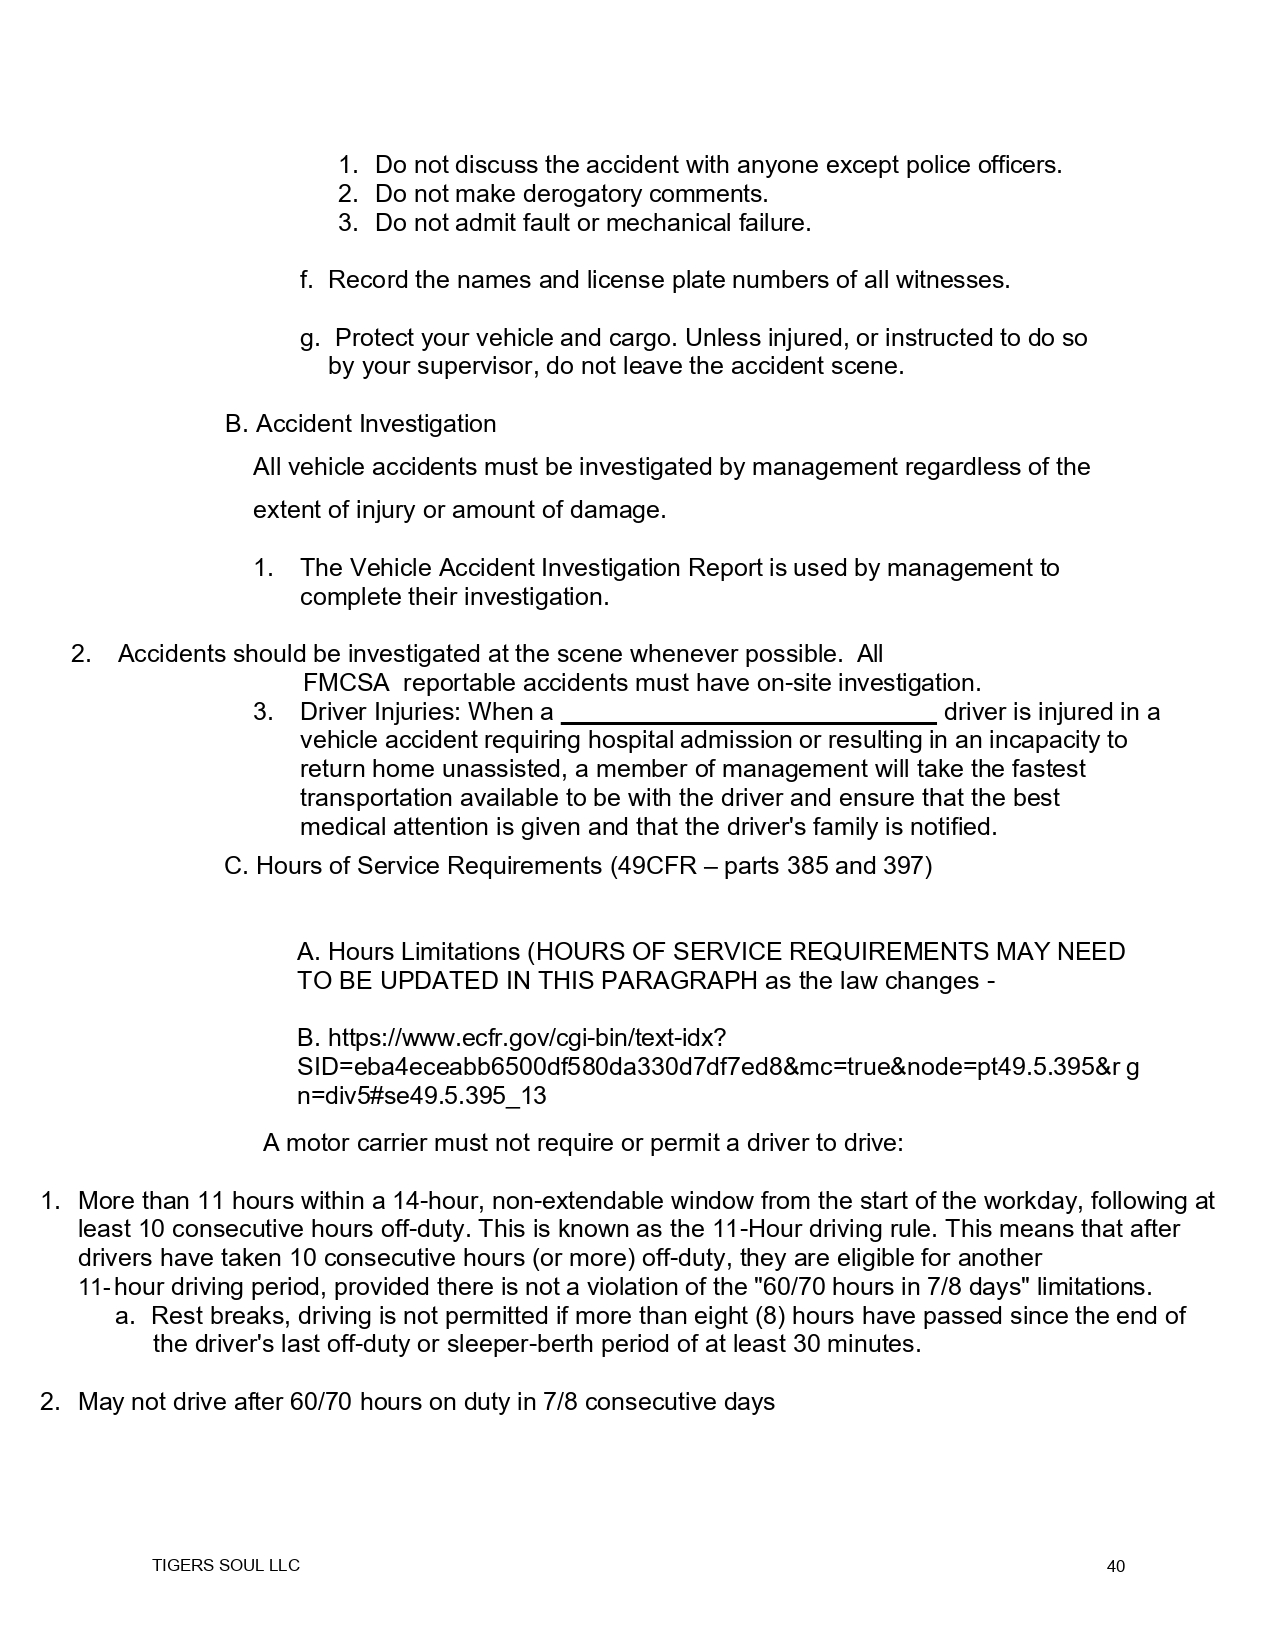 1. Do not discuss the accident with anyone except police officers.
2. Do not make derogatory comments.
3. Do not admit fault or mechanical failure.
f. Record the names and license plate numbers of all witnesses.
g. Protect your vehicle and cargo. Unless injured, or instructed to do so
by your supervisor, do not leave the accident scene.
B. Accident Investigation
All vehicle accidents must be investigated by management regardless of the
extent of injury or amount of damage.
1. The Vehicle Accident Investigation Report is used by management to
complete their investigation.
2. Accidents should be investigated at the scene whenever possible. All
FMCSA reportable accidents must have on-site investigation.
3. Driver Injuries: When a ___________________________ driver is injured in a
vehicle accident requiring hospital admission or resulting in an incapacity to
return home unassisted, a member of management will take the fastest
transportation available to be with the driver and ensure that the best
medical attention is given and that the driver's family is notified.
C. Hours of Service Requirements (49CFR – parts 385 and 397)
A. Hours Limitations (HOURS OF SERVICE REQUIREMENTS MAY NEED
TO BE UPDATED IN THIS PARAGRAPH as the law changes -
B. https://www.ecfr.gov/cgi-bin/text-idx?
SID=eba4eceabb6500df580da330d7df7ed8&mc=true&node=pt49.5.395&r g
n=div5#se49.5.395_13
A motor carrier must not require or permit a driver to drive:
1. More than 11 hours within a 14-hour, non-extendable window from the start of the workday, following at
least 10 consecutive hours off-duty. This is known as the 11-Hour driving rule. This means that after
drivers have taken 10 consecutive hours (or more) off-duty, they are eligible for another
11-hour driving period, provided there is not a violation of the "60/70 hours in 7/8 days" limitations.
a. Rest breaks, driving is not permitted if more than eight (8) hours have passed since the end of
the driver's last off-duty or sleeper-berth period of at least 30 minutes.
2. May not drive after 60/70 hours on duty in 7/8 consecutive days
TIGERS SOUL LLC 40